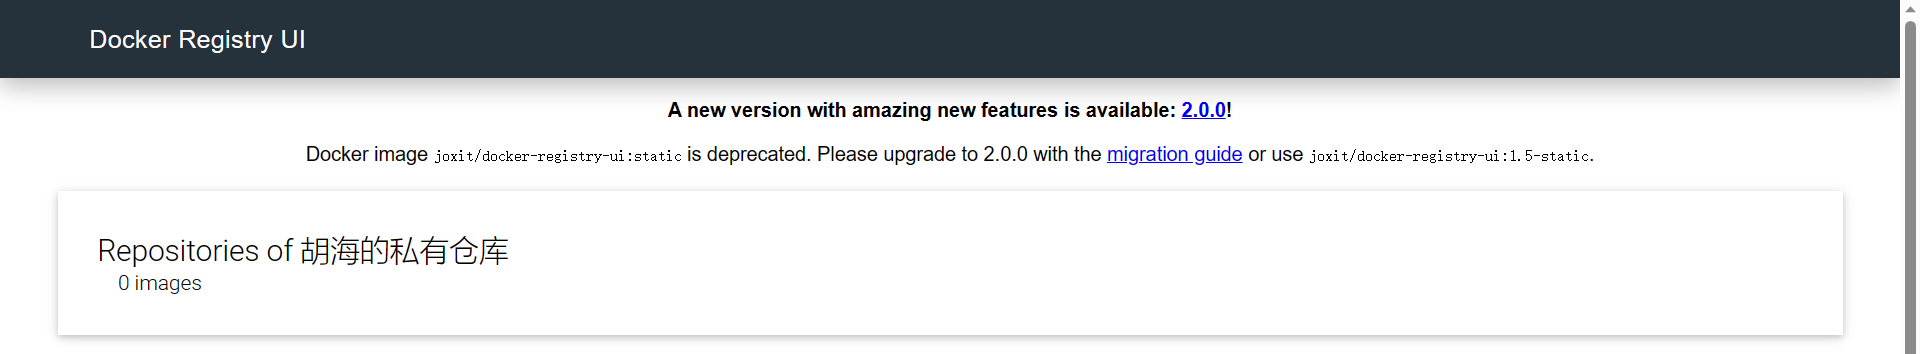 Docker Registry UI
A new version with amazing new features is available: 2.0.0!
Docker image joxit/docker-registry-ui:static is deprecated. Please upgrade to 2.0.0 with the migration guide or use joxit/docker-registry-ui:1.5-static.
Repositories of 胡海的私有仓库
0 images